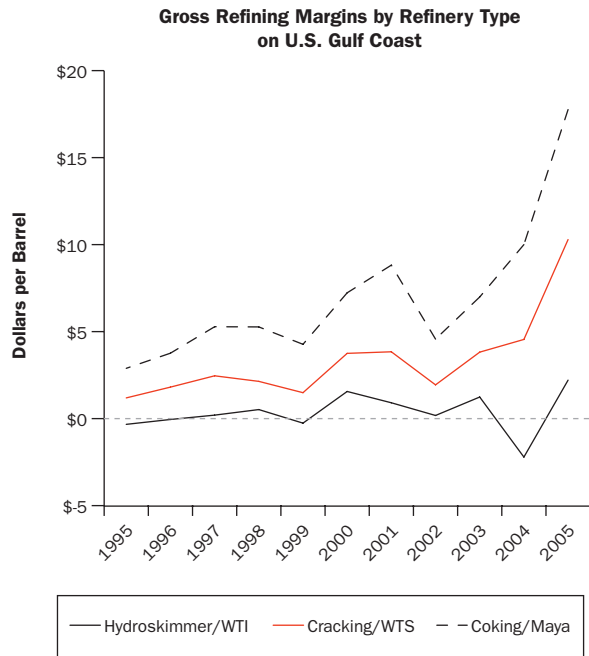 Gross Refining Margins by Refinery Type
on U.S. Gulf Coast
Dollars per Barrel
$20
$15
$10
$5
$0
$-5
1995
1996
1997
1998
1999
2000
2001
2002
2003
2004
2005
Hydroskimmer/WTI
Cracking/WTS
Coking/Maya